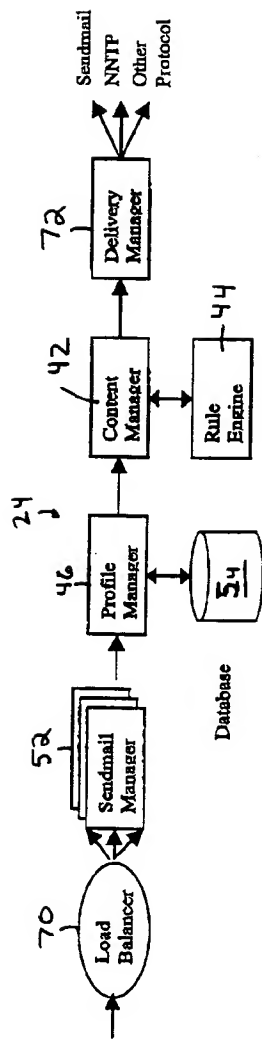 70
Load
Balancer
52
Sendmail
Manager
24
46
Profile
Manager
54
Database
42
Content
Manager
44
Rule
Engine
72
Delivery
Manager
Sendmail
NNTP
Other
Protocol